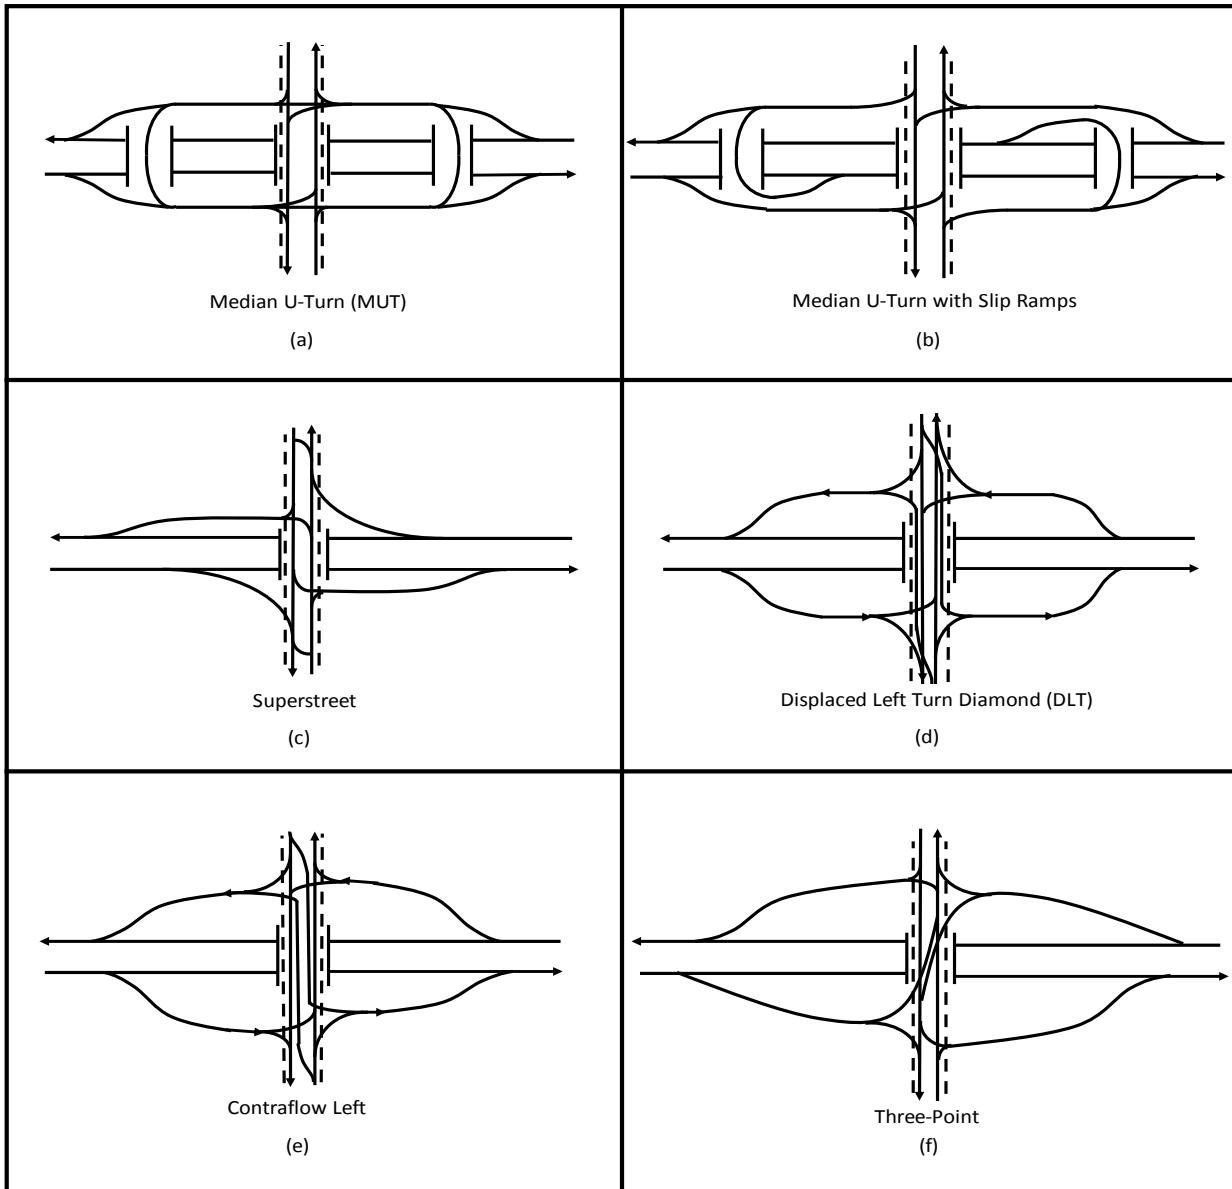 Median U-Turn (MUT)
(a)
Median U-Turn with Slip Ramps
(b)
Superstreet
(c)
Displaced Left Turn Diamond (DLT)
(d)
Contraflow Left
(e)
Three-Point
(f)